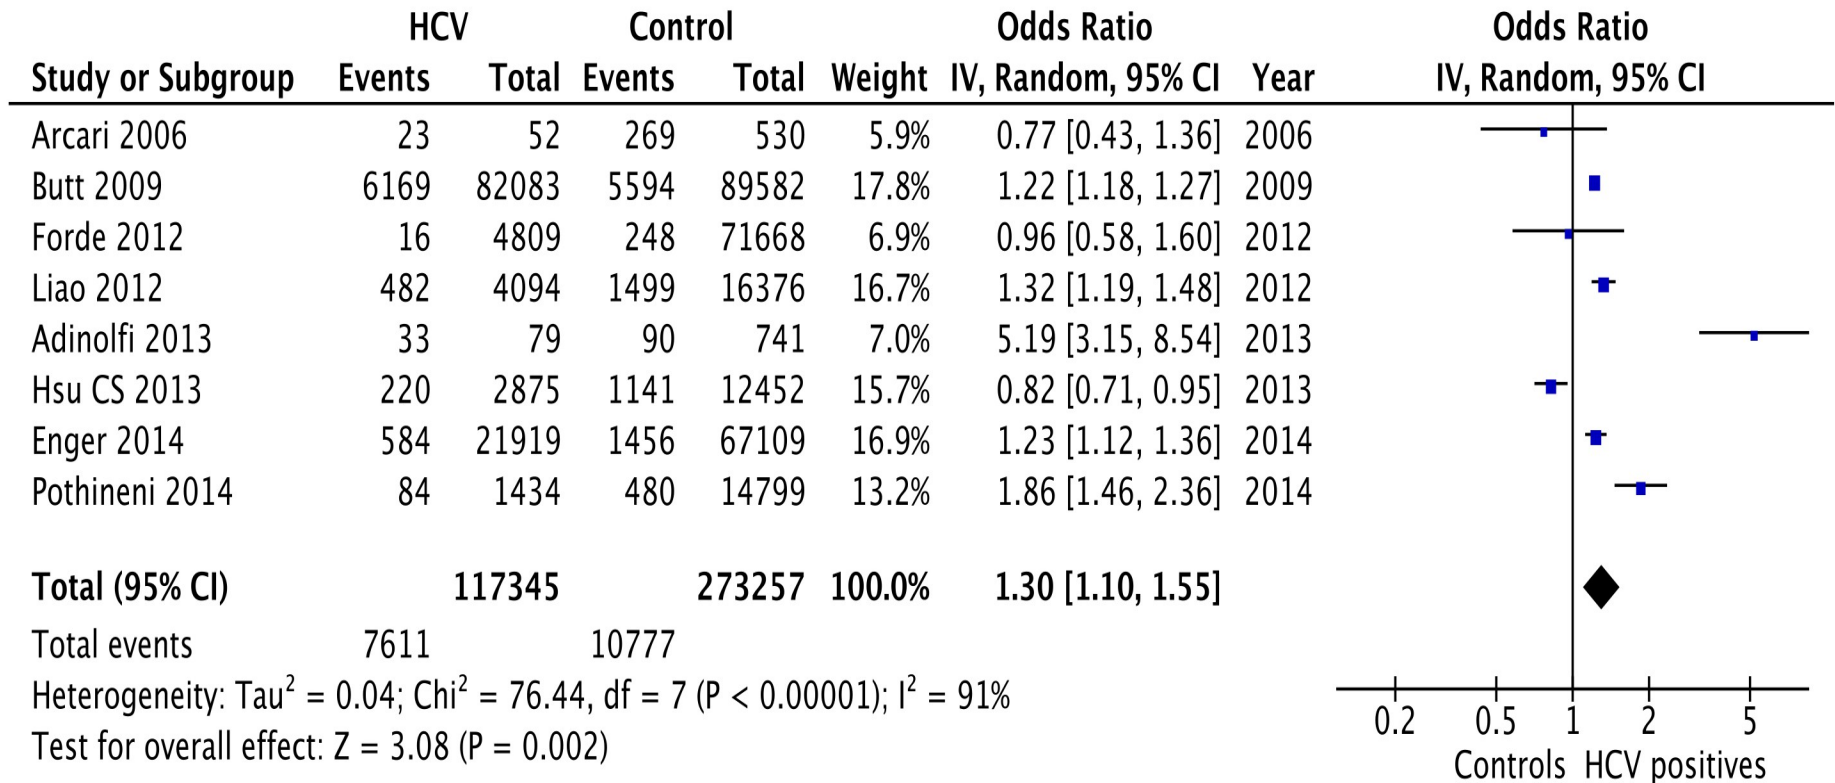 HCV Control Odds Ratio Odds Ratio
Study or Subgroup Events Total Events Total Weight IV, Random, 95% CI Year IV, Random, 95% CI
Arcari 2006 23 52 269 530 5.9% 0.77 [0.43, 1.36] 2006
Butt 2009 6169 82083 5594 89582 17.8% 1.22 [1.18, 1.27] 2009
Forde 2012 16 4809 248 71668 6.9% 0.96 [0.58, 1.60] 2012
Liao 2012 482 4094 1499 16376 16.7% 1.32 [1.19, 1.48] 2012
Adinolfi 2013 33 79 90 741 7.0% 5.19 [3.15, 8.54] 2013
Hsu CS 2013 220 2875 1141 12452 15.7% 0.82 [0.71, 0.95] 2013
Enger 2014 584 21919 1456 67109 16.9% 1.23 [1.12, 1.36] 2014
Pothineni 2014 84 1434 480 14799 13.2% 1.86 [1.46, 2.36] 2014
Total (95% CI) 117345 273257 100.0% 1.30 [1.10, 1.55]
Total events 7611 10777
Heterogeneity: Tau² = 0.04; Chi² = 76.44, df = 7 (P < 0.00001); I² = 91%
Test for overall effect: Z = 3.08 (P = 0.002)
0.2 0.5 1 2 5
Controls HCV positives